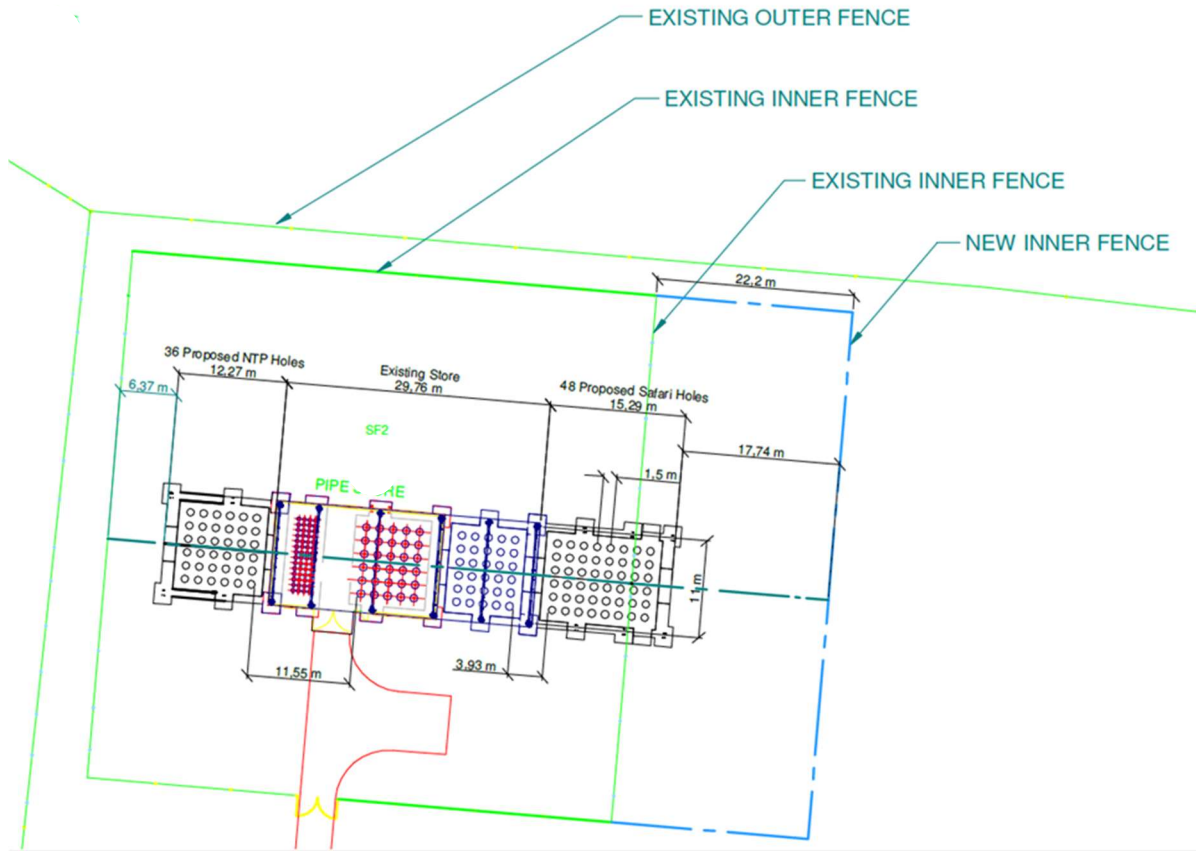 EXISTING OUTER FENCE
EXISTING INNER FENCE
EXISTING INNER FENCE
NEW INNER FENCE
22,2 m
36 Proposed NTP Holes
12,27 m
Existing Store
29,76 m
48 Proposed Safari Holes
15,29 m
6,37 m
17,74 m
1,5 m
SF2
PIPE
11 m
11,55 m
3,93 m